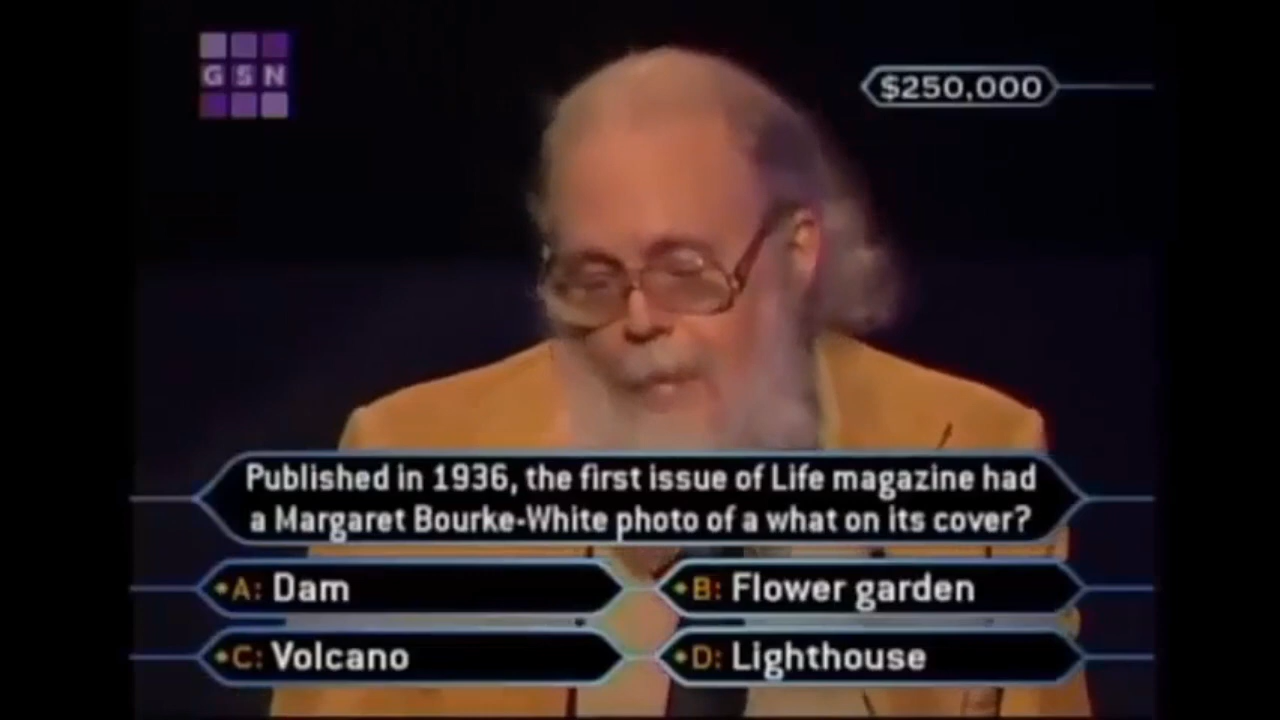 GSN
$250,000
Published in 1936, the first issue of Life magazine had
a Margaret Bourke-White photo of a what on its cover?
A: Dam
B: Flower garden
C: Volcano
D: Lighthouse